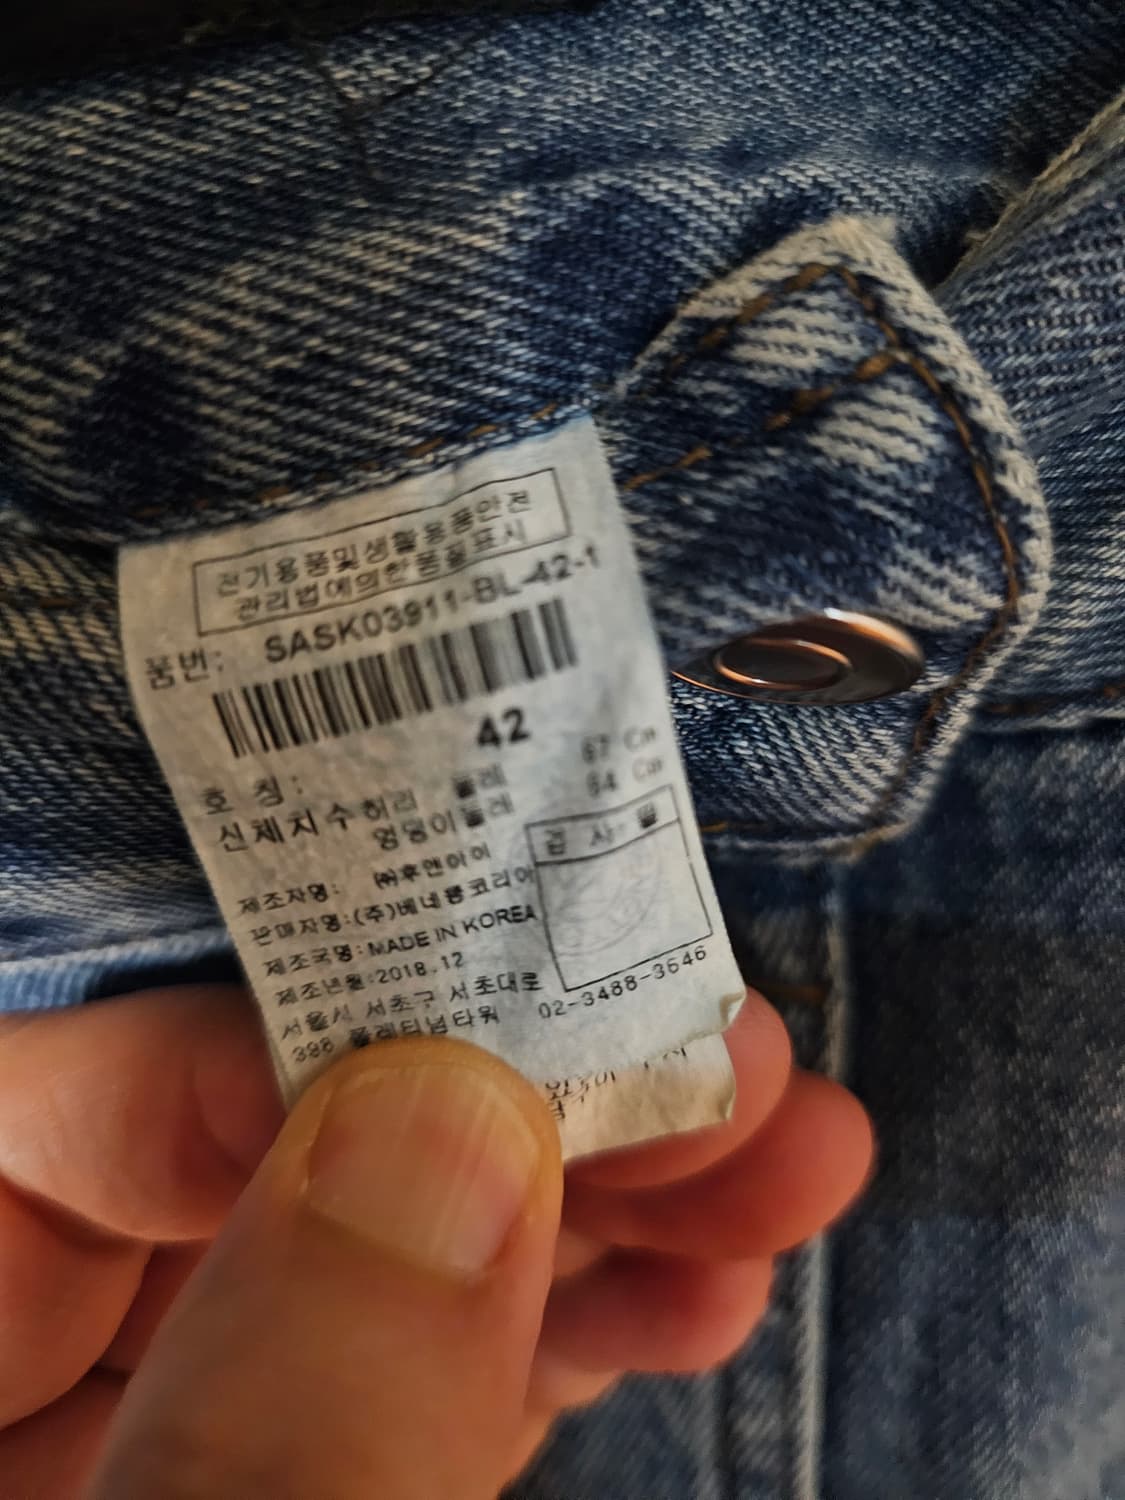 전기용품및생활용품안전
관리법에의한품질표시
품번: SASK03911-BL-42-1
42
호 칭:
신체치수 허리 둘레 67 Cm
엉덩이둘레 84 Cm
검 사 필
제조자명: ㈜후앤아이
판매자명:(주)베네통코리아
제조국명: MADE IN KOREA
제조년월:2018.12
서울시 서초구 서초대로
398 플래티넘타워 02-3488-3646